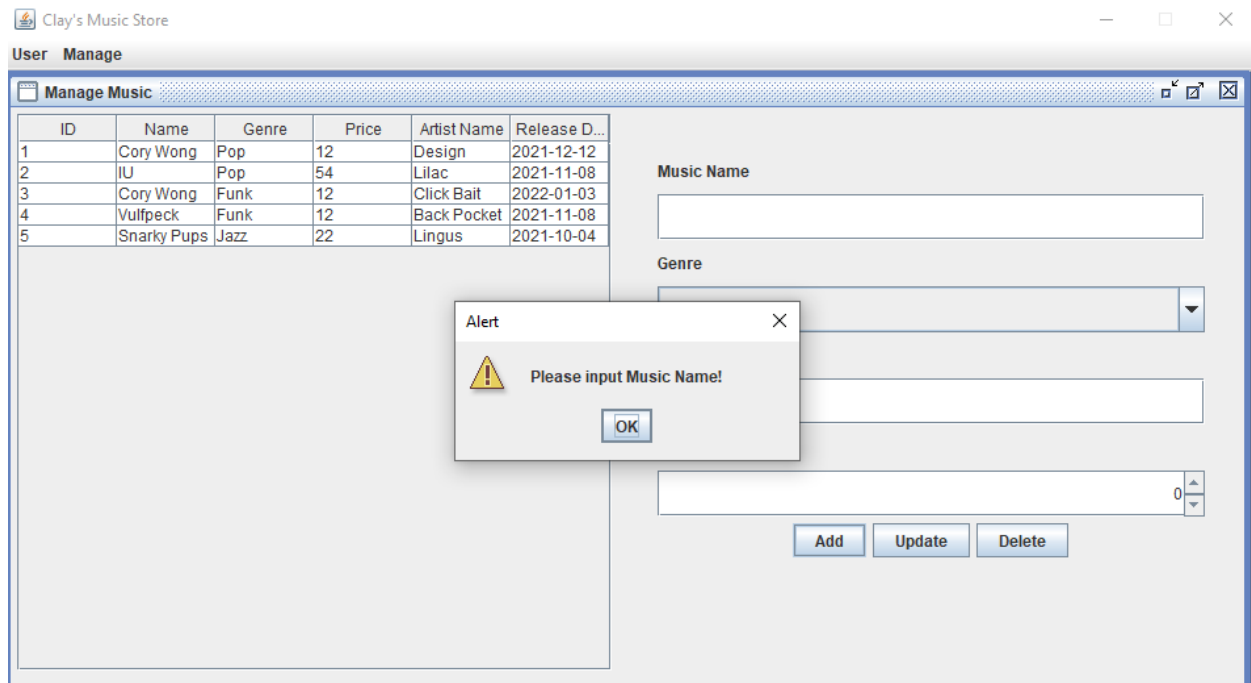 Clay's Music Store
User Manage
Manage Music
ID Name Genre Price Artist Name Release D...
1 Cory Wong Pop 12 Design 2021-12-12
2 IU Pop 54 Lilac 2021-11-08
3 Cory Wong Funk 12 Click Bait 2022-01-03
4 Vulfpeck Funk 12 Back Pocket 2021-11-08
5 Snarky Pups Jazz 22 Lingus 2021-10-04
Music Name
Genre
Alert
Please input Music Name!
OK
0
Add Update Delete